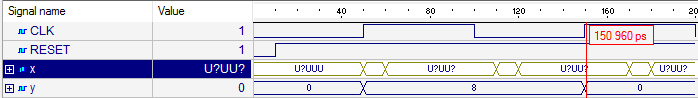 Signal name Value 40 80 120 160 20
CLK 1 150 960 ps
RESET 1
x U?UU? U?UUU U?UU? U?UU? U?UU?
y 0 0 8 0